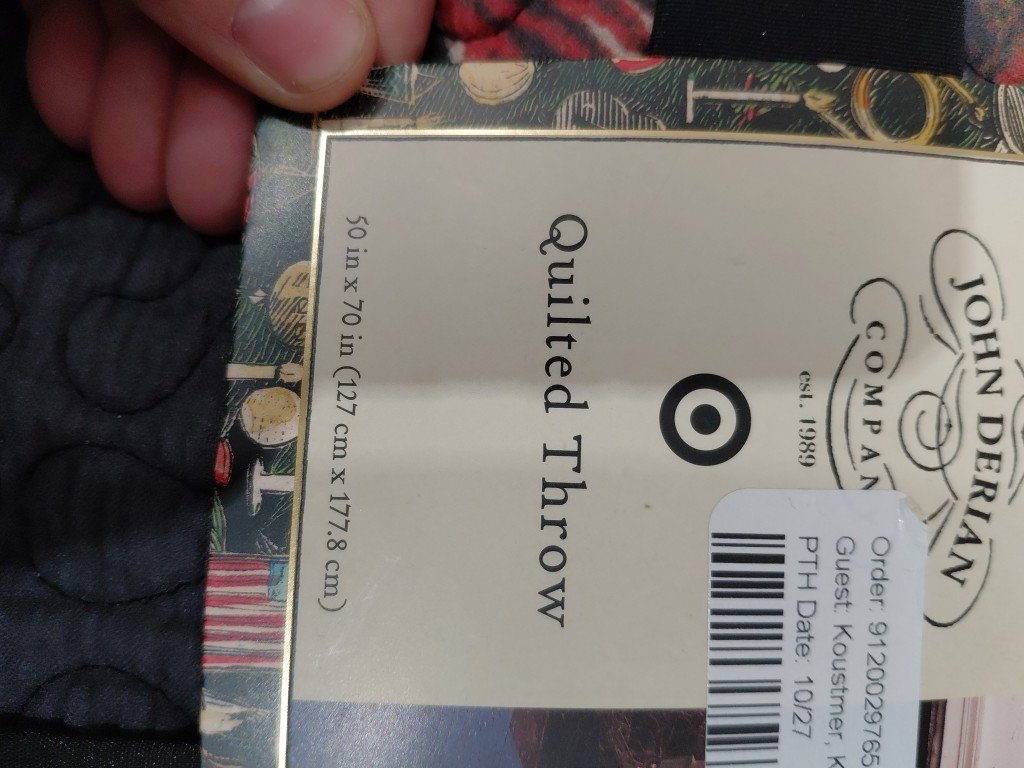 JOHN DERIAN
COMPAN
est. 1989
Quilted Throw
50 in x 70 in (127 cm x 177.8 cm)
Order: 9120029765
Guest: Koustmer, K
PTH Date: 10/27